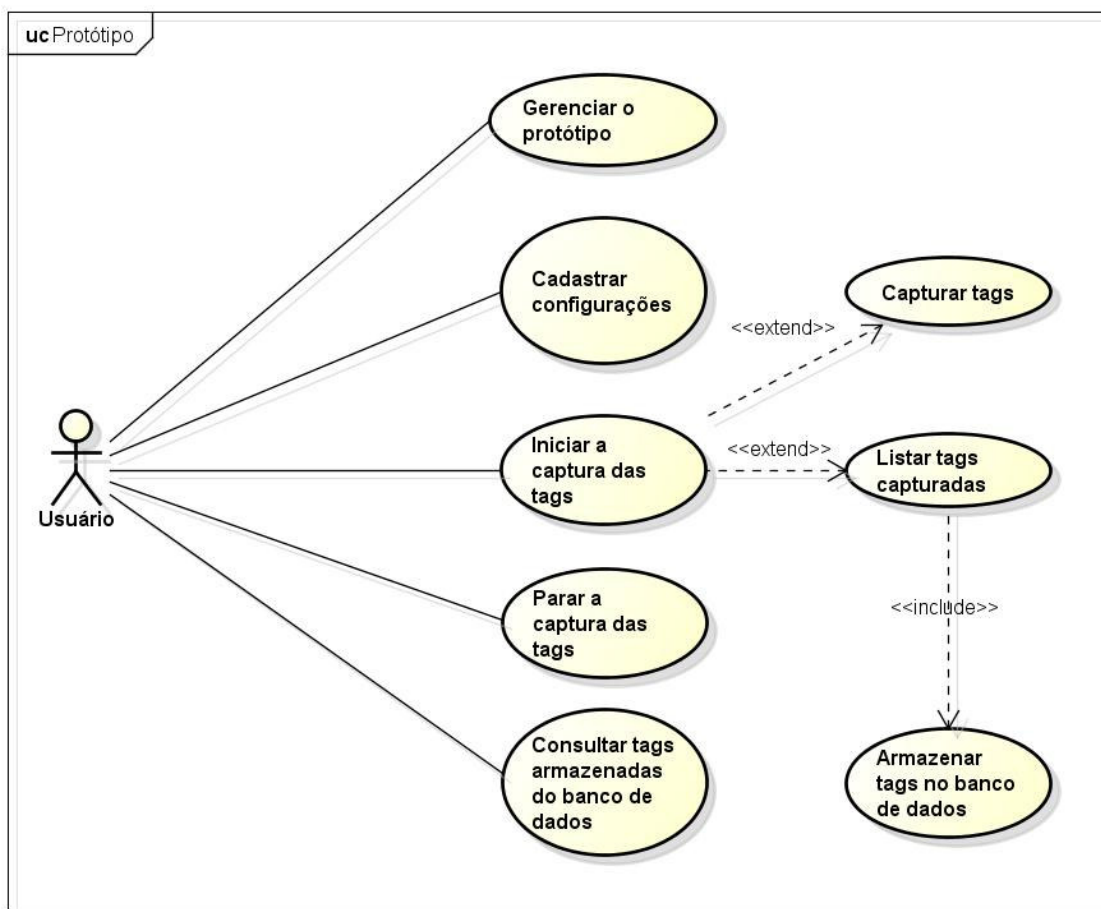 uc Protótipo
Gerenciar o
protótipo
Cadastrar
configurações
Capturar tags
<<extend>>
Iniciar a
captura das
tags
<<extend>>
Listar tags
capturadas
Usuário
Parar a
captura das
tags
<<include>>
Consultar tags
armazenadas
do banco de
dados
Armazenar
tags no banco
de dados